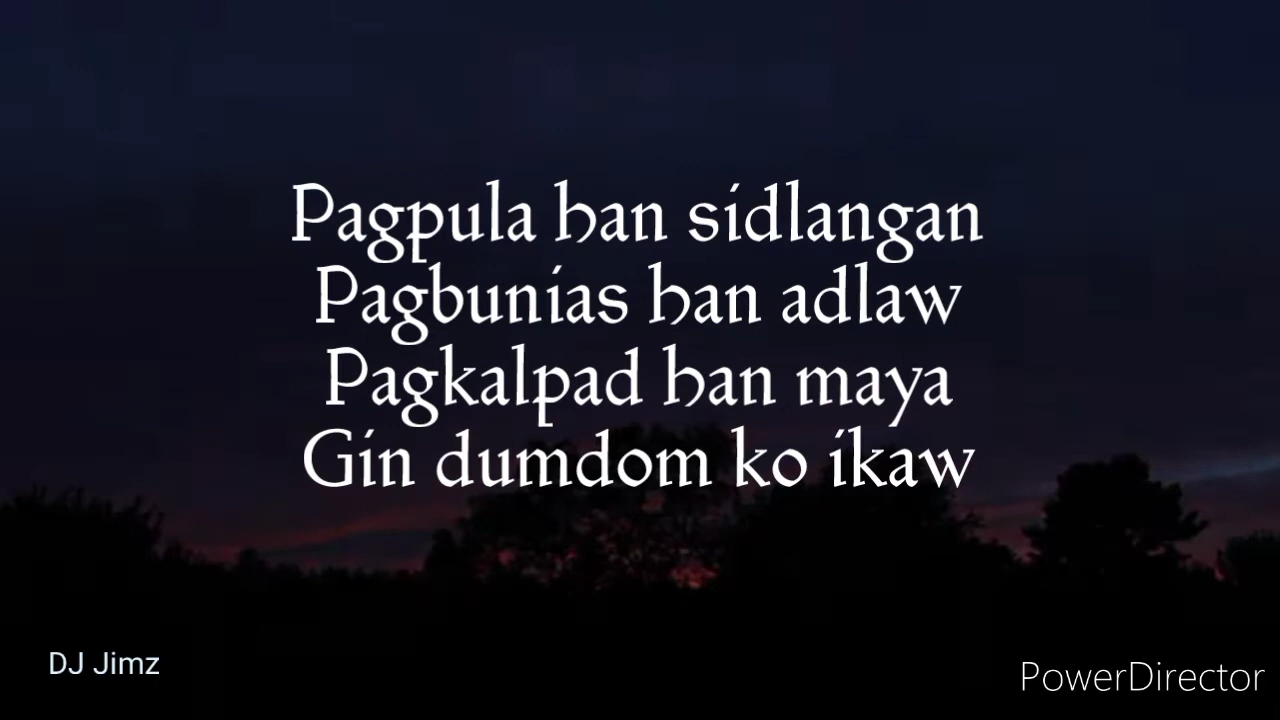 Pagpula han sidlangan
Pagbunias han adlaw
Pagkalpad han maya
Gin dumdom ko ikaw
DJ Jimz
PowerDirector